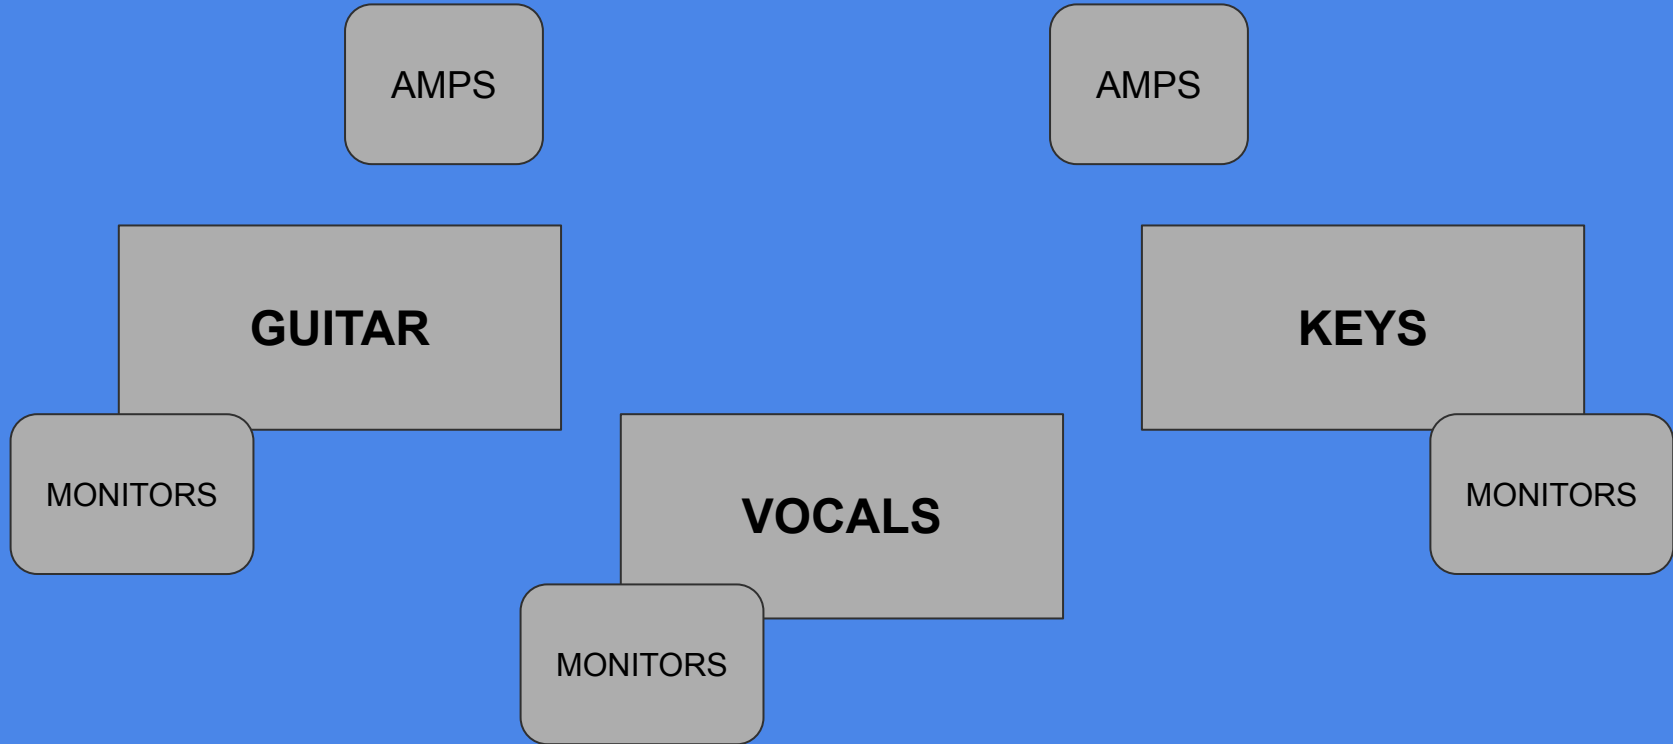 AMPS
AMPS
GUITAR
KEYS
MONITORS
VOCALS
MONITORS
MONITORS